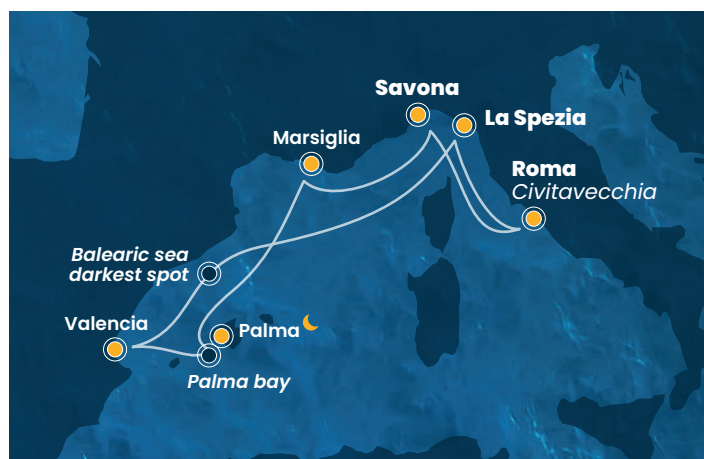 Savona
La Spezia
Marsiglia
Roma
Civitavecchia
Balearic sea
darkest spot
Valencia
Palma
Palma bay